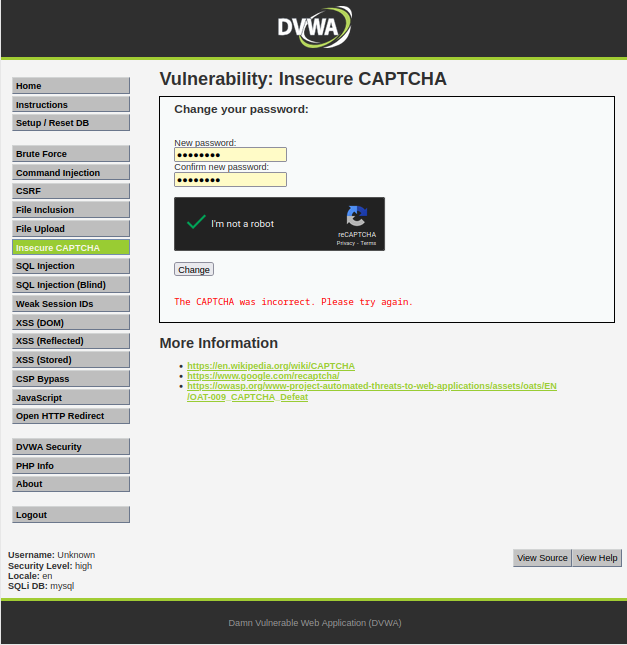 DVWA
Vulnerability: Insecure CAPTCHA
Home
Instructions
Setup / Reset DB
Brute Force
Command Injection
CSRF
File Inclusion
File Upload
Insecure CAPTCHA
SQL Injection
SQL Injection (Blind)
Weak Session IDs
XSS (DOM)
XSS (Reflected)
XSS (Stored)
CSP Bypass
JavaScript
Open HTTP Redirect
DVWA Security
PHP Info
About
Logout
Change your password:
New password:
••••••••
Confirm new password:
••••••••
I'm not a robot
reCAPTCHA
Privacy - Terms
Change
The CAPTCHA was incorrect. Please try again.
More Information
• https://en.wikipedia.org/wiki/CAPTCHA
• https://www.google.com/recaptcha/
• https://owasp.org/www-project-automated-threats-to-web-applications/assets/oats/EN
/OAT-009_CAPTCHA_Defeat
Username: Unknown
Security Level: high
Locale: en
SQLi DB: mysql
View Source
View Help
Damn Vulnerable Web Application (DVWA)